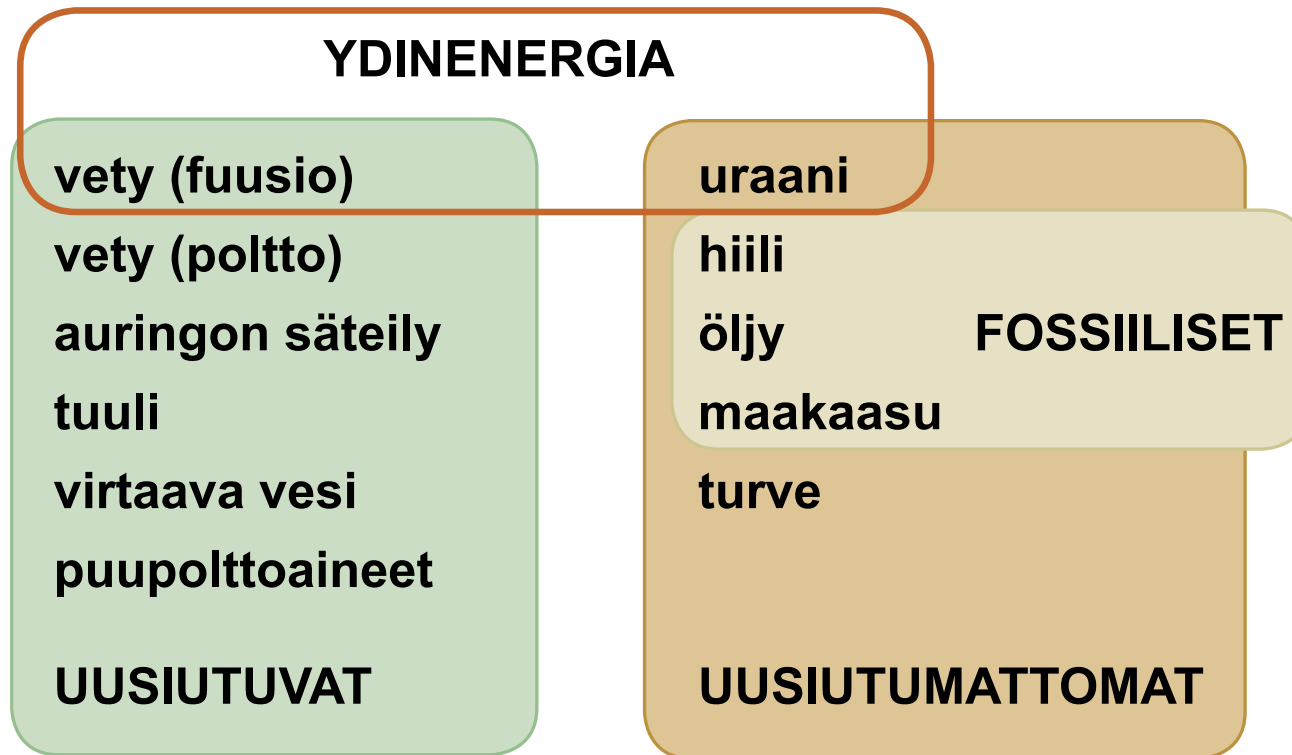 YDINENERGIA
vety (fuusio)
vety (poltto)
auringon säteily
tuuli
virtaava vesi
puupolttoaineet
UUSIUTUVAT
uraani
hiili
öljy FOSSIILISET
maakaasu
turve
UUSIUTUMATTOMAT